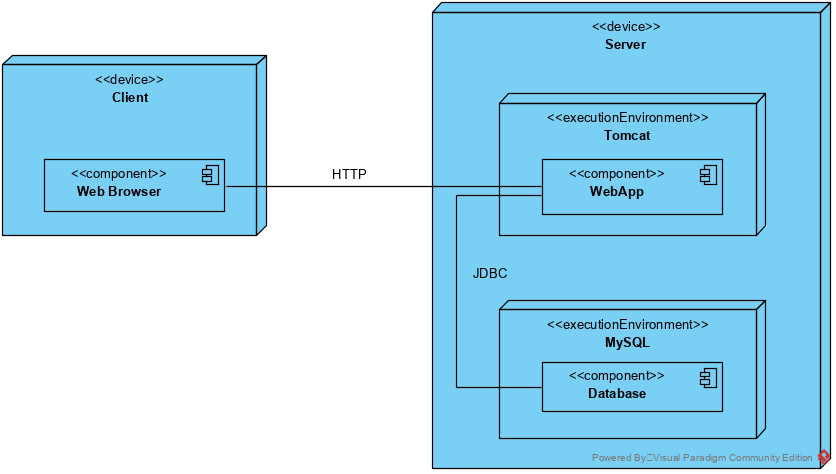 <<device>>
Client
<<component>>
Web Browser
HTTP
<<device>>
Server
<<executionEnvironment>>
Tomcat
<<component>>
WebApp
JDBC
<<executionEnvironment>>
MySQL
<<component>>
Database
Powered By Visual Paradigm Community Edition